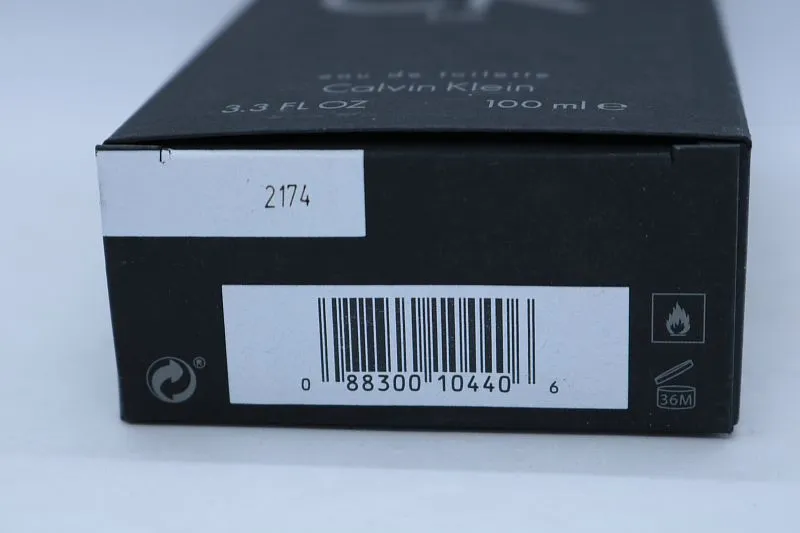 eau de toilette
Calvin Klein
3.3 FL OZ 100 ml ℮
2174
0 88300 10440 6
®
36M